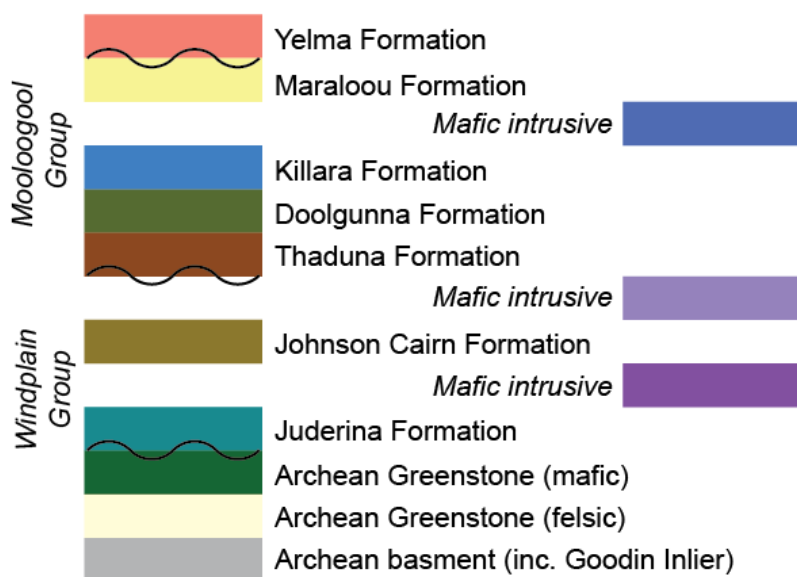 Yelma Formation
Maraloou Formation
Mafic intrusive
Mooloogool
Group
Killara Formation
Doolgunna Formation
Thaduna Formation
Mafic intrusive
Johnson Cairn Formation
Mafic intrusive
Windplain
Group
Juderina Formation
Archean Greenstone (mafic)
Archean Greenstone (felsic)
Archean basment (inc. Goodin Inlier)